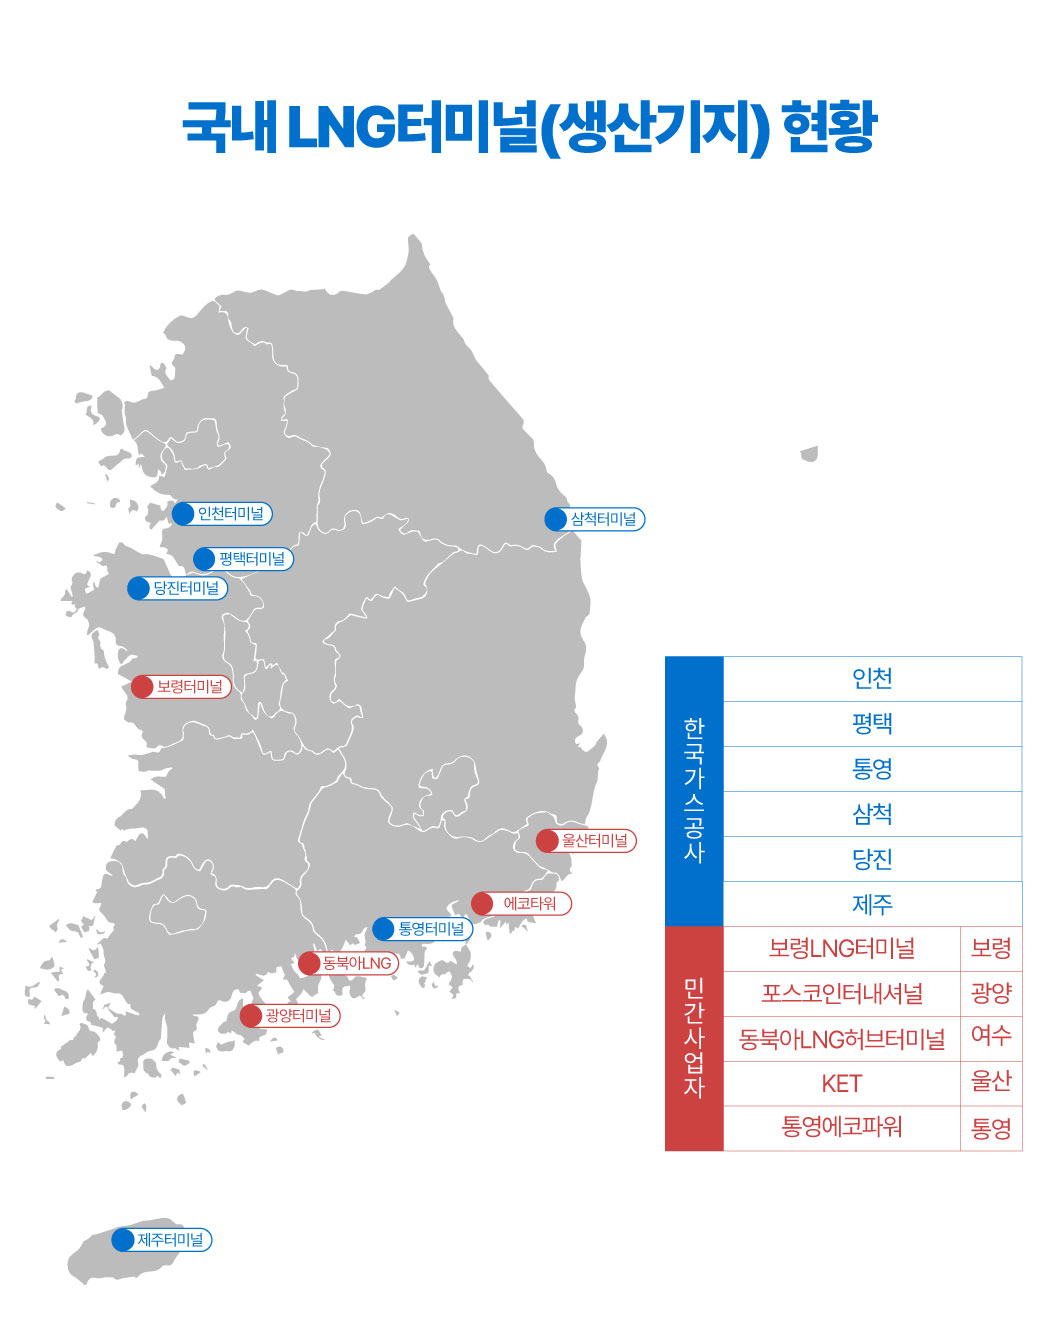 국내 LNG터미널(생산기지) 현황
인천터미널
삼척터미널
평택터미널
당진터미널
보령터미널
울산터미널
에코타워
통영터미널
동북아LNG
광양터미널
제주터미널
한국가스공사
인천
평택
통영
삼척
당진
제주
민간사업자
보령LNG터미널 보령
포스코인터내셔널 광양
동북아LNG허브터미널 여수
KET 울산
통영에코파워 통영